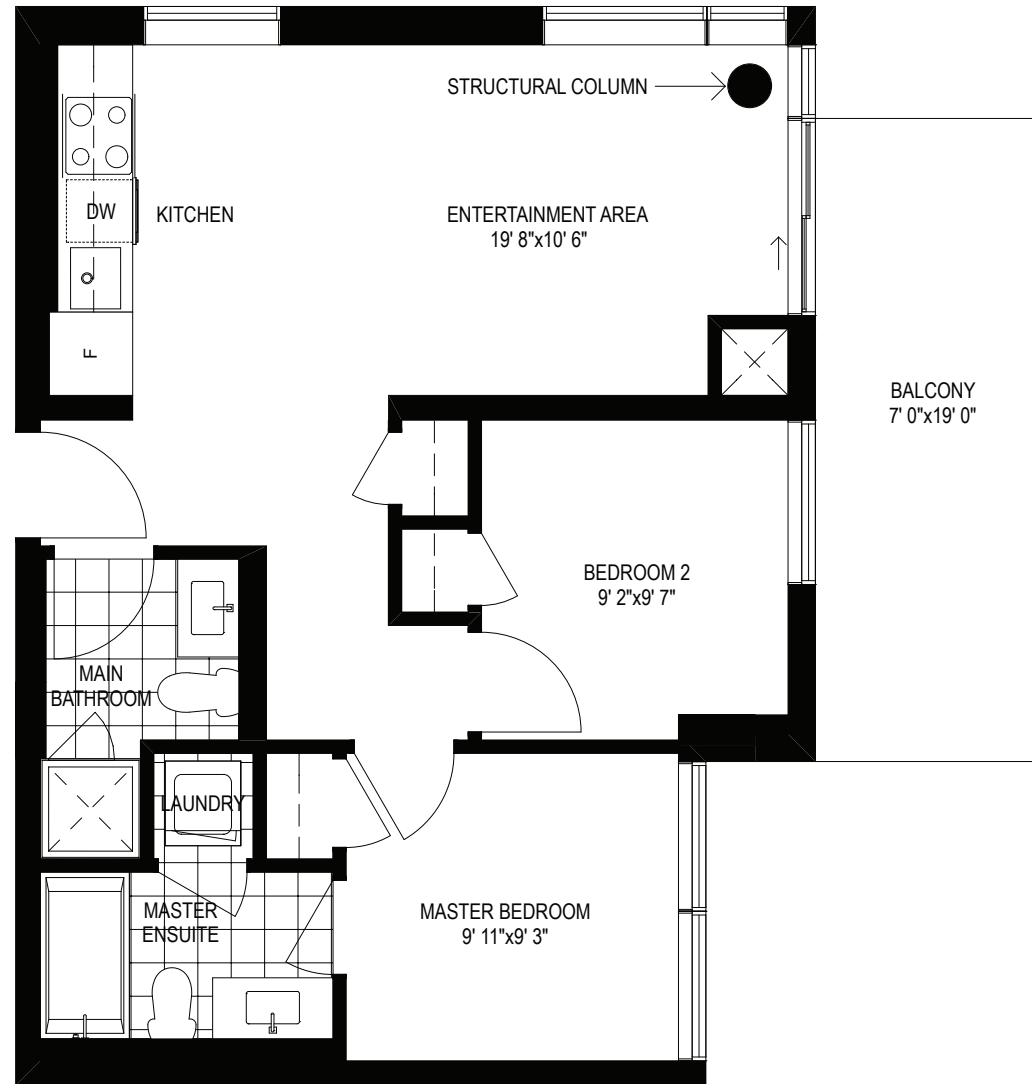 STRUCTURAL COLUMN
DW
KITCHEN
ENTERTAINMENT AREA
19' 8"x10' 6"
F
BALCONY
7' 0"x19' 0"
BEDROOM 2
9' 2"x9' 7"
MAIN
BATHROOM
LAUNDRY
MASTER
ENSUITE
MASTER BEDROOM
9' 11"x9' 3"